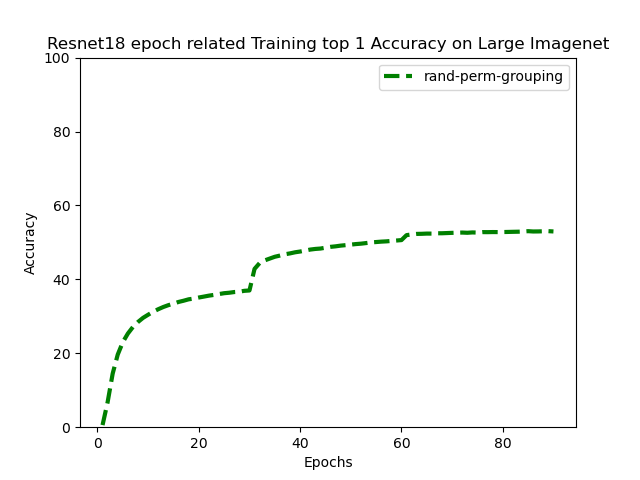 Resnet18 epoch related Training top 1 Accuracy on Large Imagenet
100
80
60
40
20
0
Accuracy
rand-perm-grouping
0 20 40 60 80
Epochs